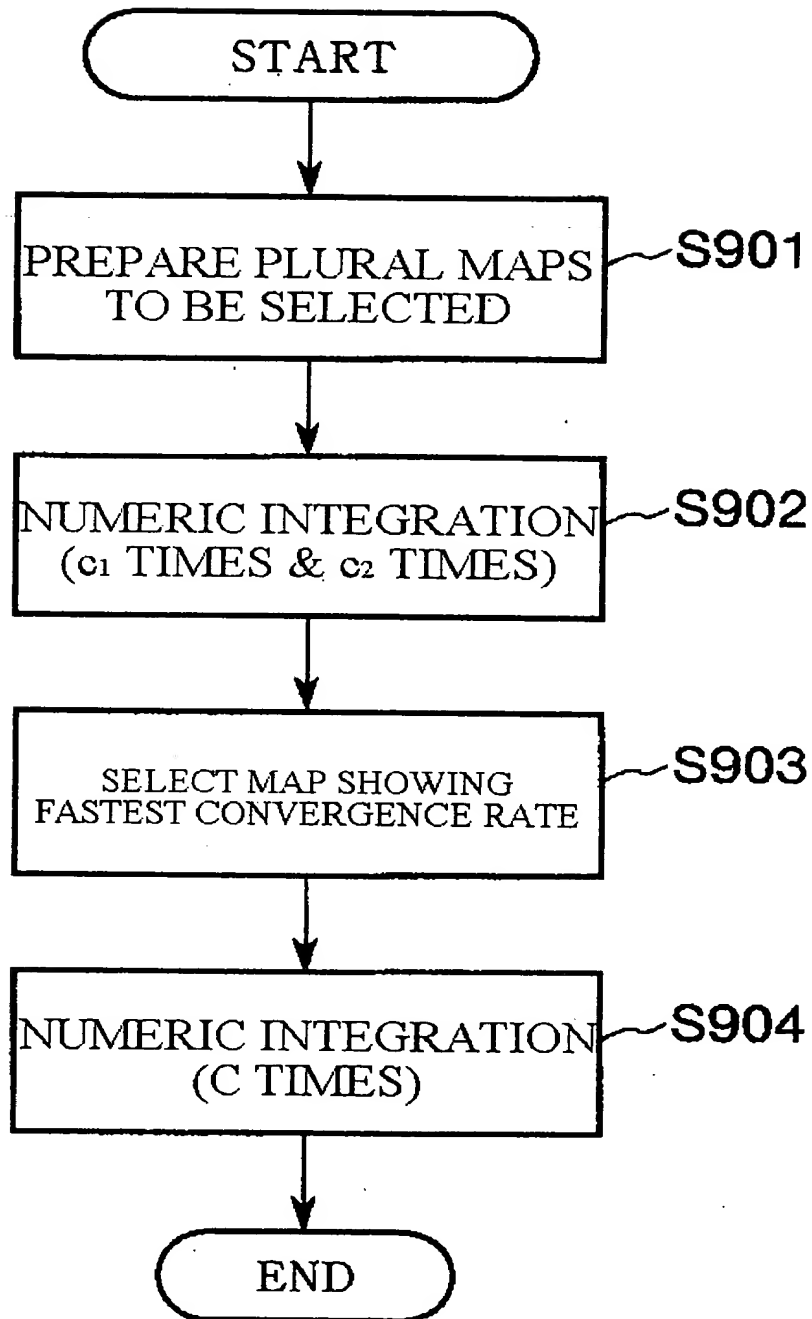 START
PREPARE PLURAL MAPS
TO BE SELECTED
S901
NUMERIC INTEGRATION
(c₁ TIMES & c₂ TIMES)
S902
SELECT MAP SHOWING
FASTEST CONVERGENCE RATE
S903
NUMERIC INTEGRATION
(C TIMES)
S904
END